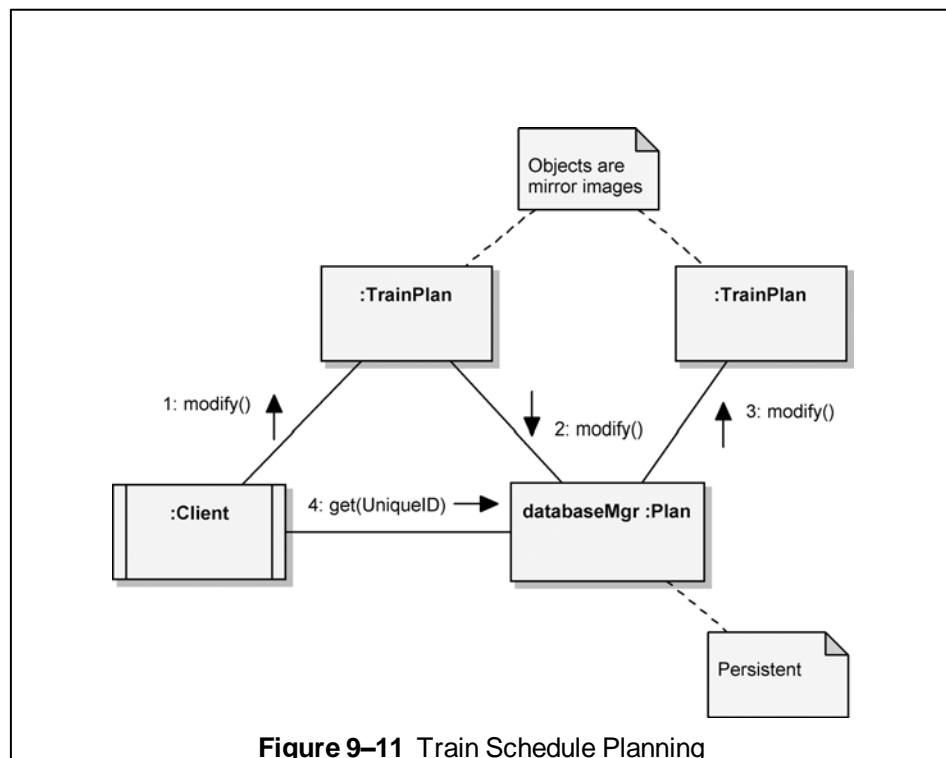 Objects are
mirror images
:TrainPlan
:TrainPlan
1: modify()
2: modify()
3: modify()
:Client
4: get(UniqueID)
databaseMgr :Plan
Persistent
Figure 9–11 Train Schedule Planning